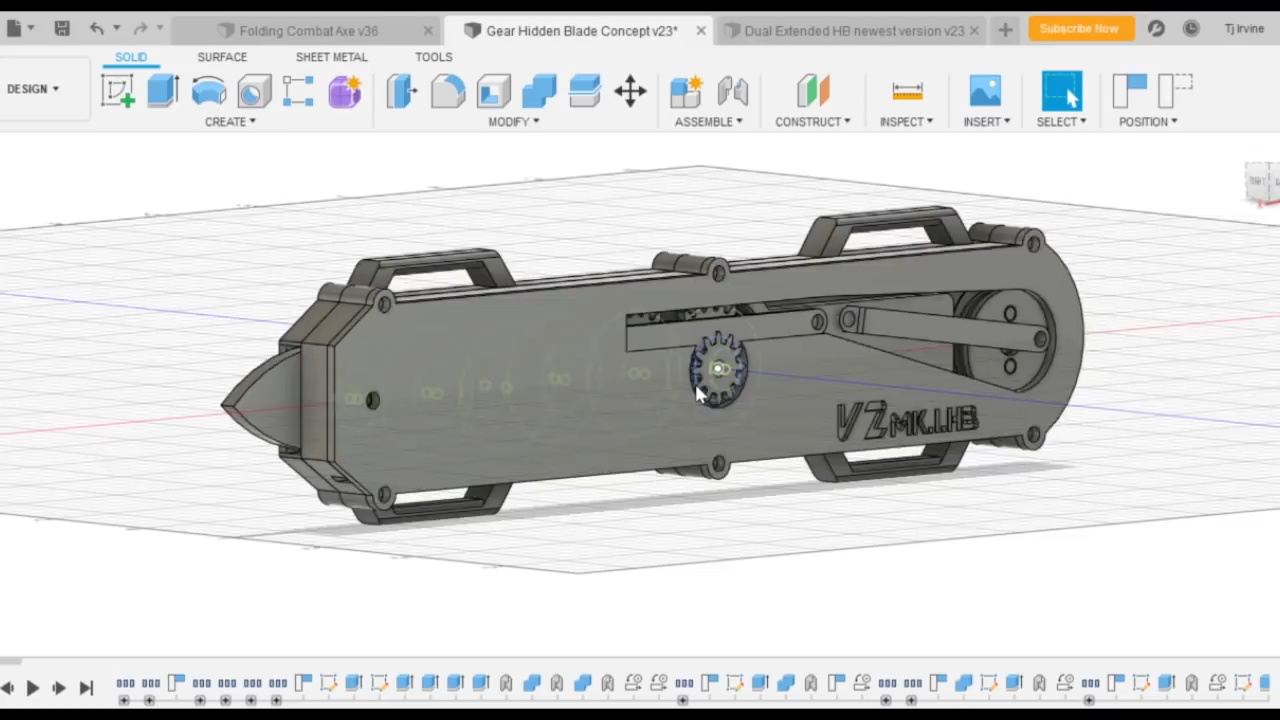 Folding Combat Axe v36
Gear Hidden Blade Concept v23*
Dual Extended HB newest version v23
Subscribe Now
Tj Irvine
SOLID
SURFACE
SHEET METAL
TOOLS
DESIGN
CREATE
MODIFY
ASSEMBLE
CONSTRUCT
INSPECT
INSERT
SELECT
POSITION
VZ MK.I.HB